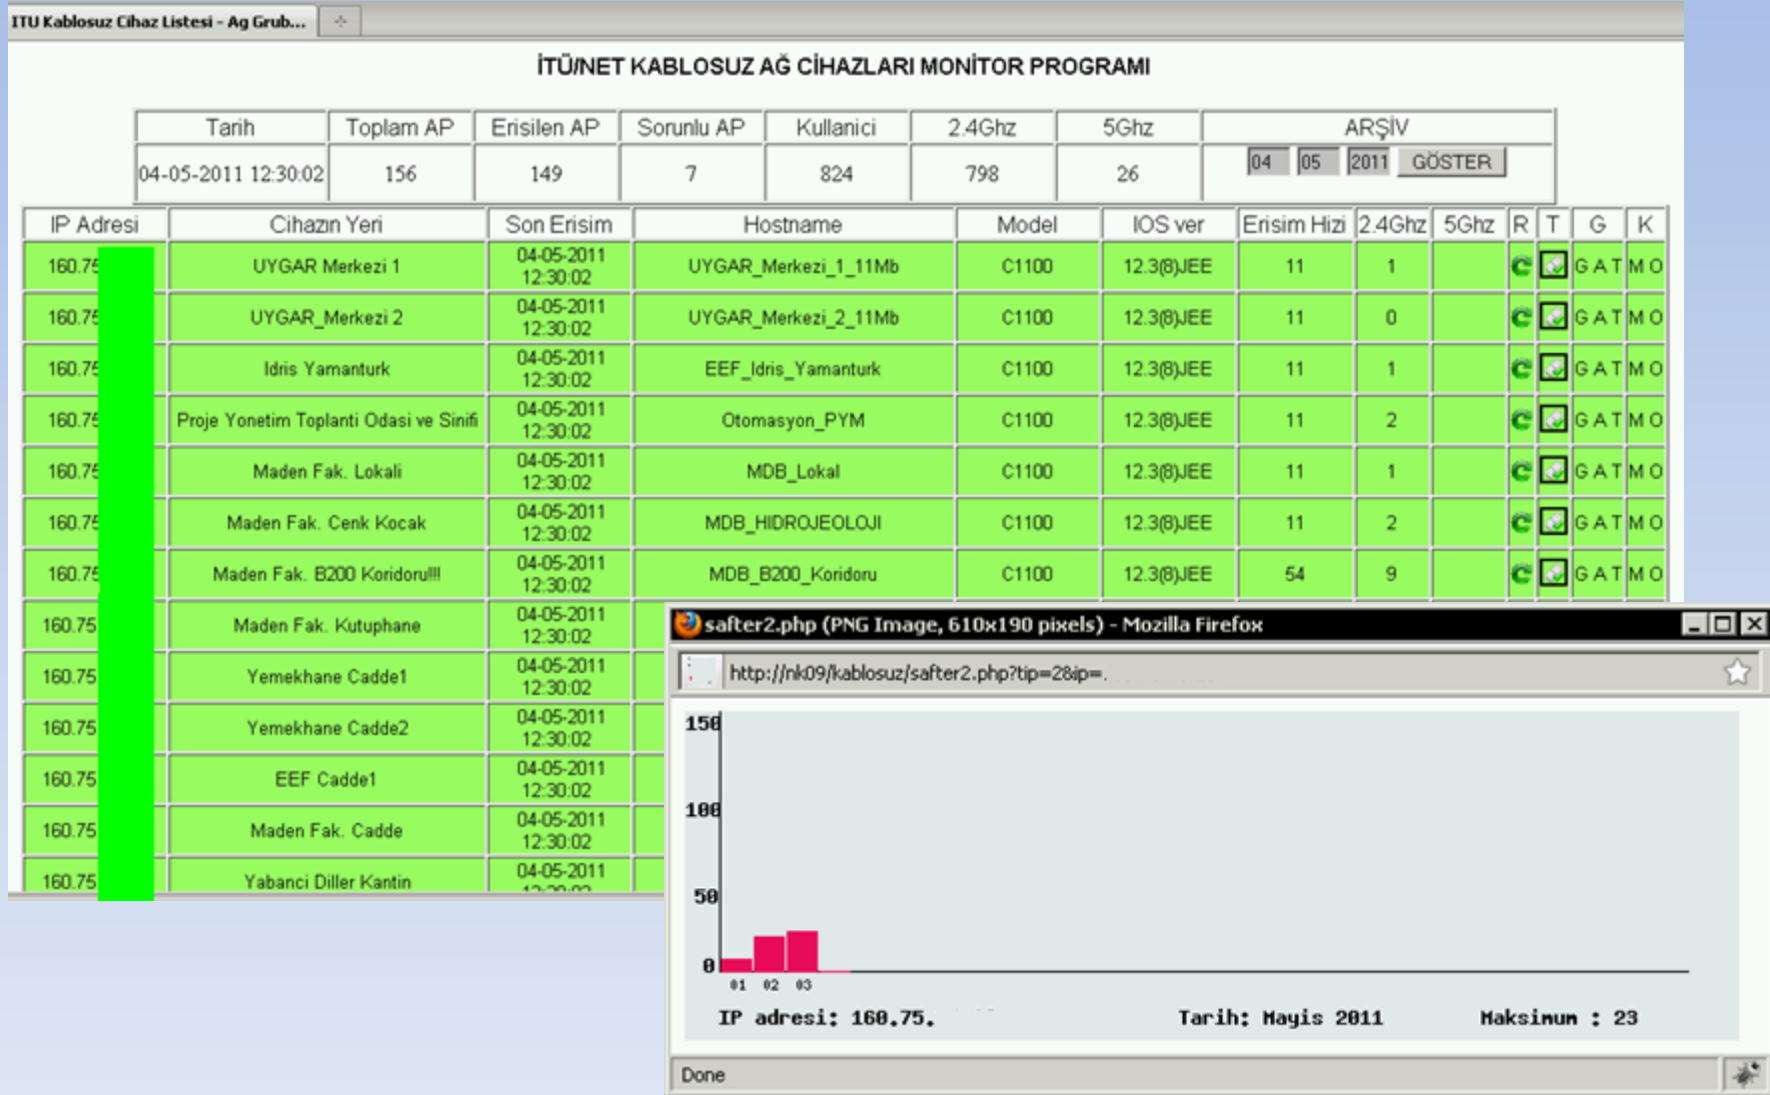 ITU Kablosuz Cihaz Listesi - Ag Grub...
İTÜ/NET KABLOSUZ AĞ CİHAZLARI MONİTOR PROGRAMI
Tarih Toplam AP Erisilen AP Sorunlu AP Kullanici 2.4Ghz 5Ghz ARŞİV
04-05-2011 12:30:02 156 149 7 824 798 26 04 05 2011 GÖSTER
IP Adresi Cihazın Yeri Son Erisim Hostname Model IOS ver Erisim Hizi 2.4Ghz 5Ghz R T G K
160.75 UYGAR Merkezi 1 04-05-2011 12:30:02 UYGAR_Merkezi_1_11Mb C1100 12.3(8)JEE 11 1 G A T M O
160.75 UYGAR_Merkezi 2 04-05-2011 12:30:02 UYGAR_Merkezi_2_11Mb C1100 12.3(8)JEE 11 0 G A T M O
160.75 Idris Yamanturk 04-05-2011 12:30:02 EEF_Idris_Yamanturk C1100 12.3(8)JEE 11 1 G A T M O
160.75 Proje Yonetim Toplanti Odasi ve Sinifi 04-05-2011 12:30:02 Otomasyon_PYM C1100 12.3(8)JEE 11 2 G A T M O
160.75 Maden Fak. Lokali 04-05-2011 12:30:02 MDB_Lokal C1100 12.3(8)JEE 11 1 G A T M O
160.75 Maden Fak. Cenk Kocak 04-05-2011 12:30:02 MDB_HIDROJEOLOJI C1100 12.3(8)JEE 11 2 G A T M O
160.75 Maden Fak. B200 Koridoru!!! 04-05-2011 12:30:02 MDB_B200_Koridoru C1100 12.3(8)JEE 54 9 G A T M O
160.75 Maden Fak. Kutuphane 04-05-2011 12:30:02
160.75 Yemekhane Cadde1 04-05-2011 12:30:02
160.75 Yemekhane Cadde2 04-05-2011 12:30:02
160.75 EEF Cadde1 04-05-2011 12:30:02
160.75 Maden Fak. Cadde 04-05-2011 12:30:02
160.75 Yabanci Diller Kantin 04-05-2011
safter2.php (PNG Image, 610x190 pixels) - Mozilla Firefox
http://nk09/kablosuz/safter2.php?tip=2&ip=.
150
100
50
0
01 02 03
IP adresi: 160.75. Tarih: Mayis 2011 Maksimum : 23
Done